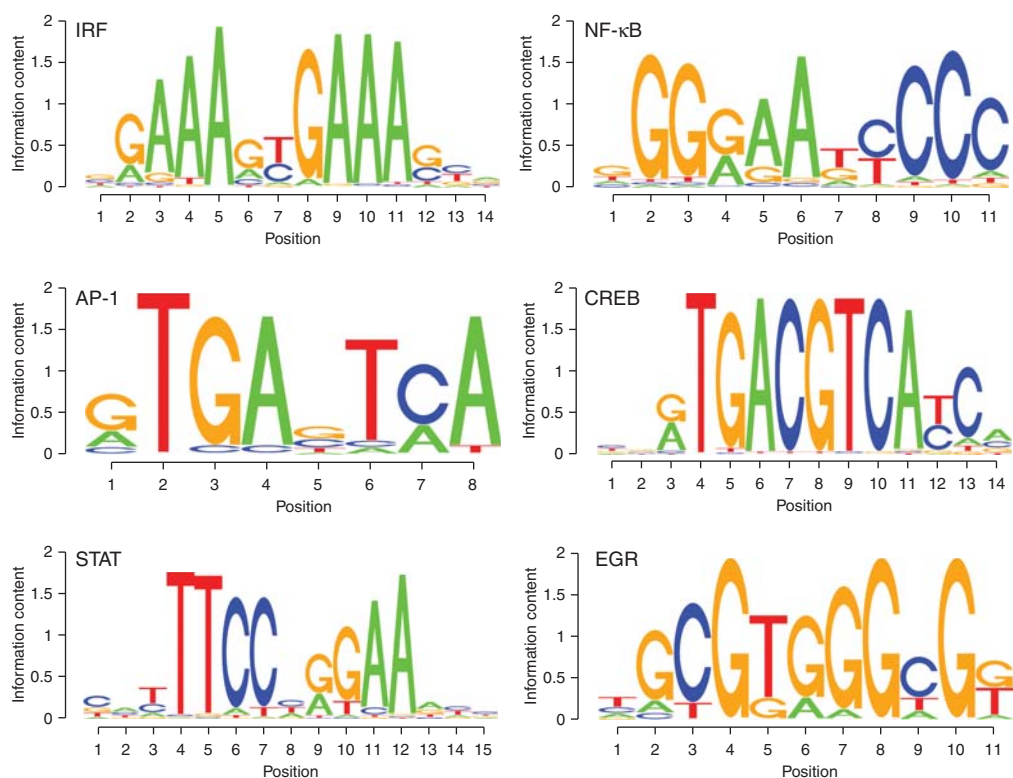 IRF
Information content
2
1.5
1
0.5
0
GAAAGTGAAAGC
1 2 3 4 5 6 7 8 9 10 11 12 13 14
Position
NF-κB
Information content
2
1.5
1
0.5
0
GGGGAATCCCC
1 2 3 4 5 6 7 8 9 10 11
Position
AP-1
Information content
2
1.5
1
0.5
0
GTGAGTCA
1 2 3 4 5 6 7 8
Position
CREB
Information content
2
1.5
1
0.5
0
GTGACGTCATCA
1 2 3 4 5 6 7 8 9 10 11 12 13 14
Position
STAT
Information content
2
1.5
1
0.5
0
TTTCCCGGAA
1 2 3 4 5 6 7 8 9 10 11 12 13 14 15
Position
EGR
Information content
2
1.5
1
0.5
0
TGCGTGGGCGG
1 2 3 4 5 6 7 8 9 10 11
Position